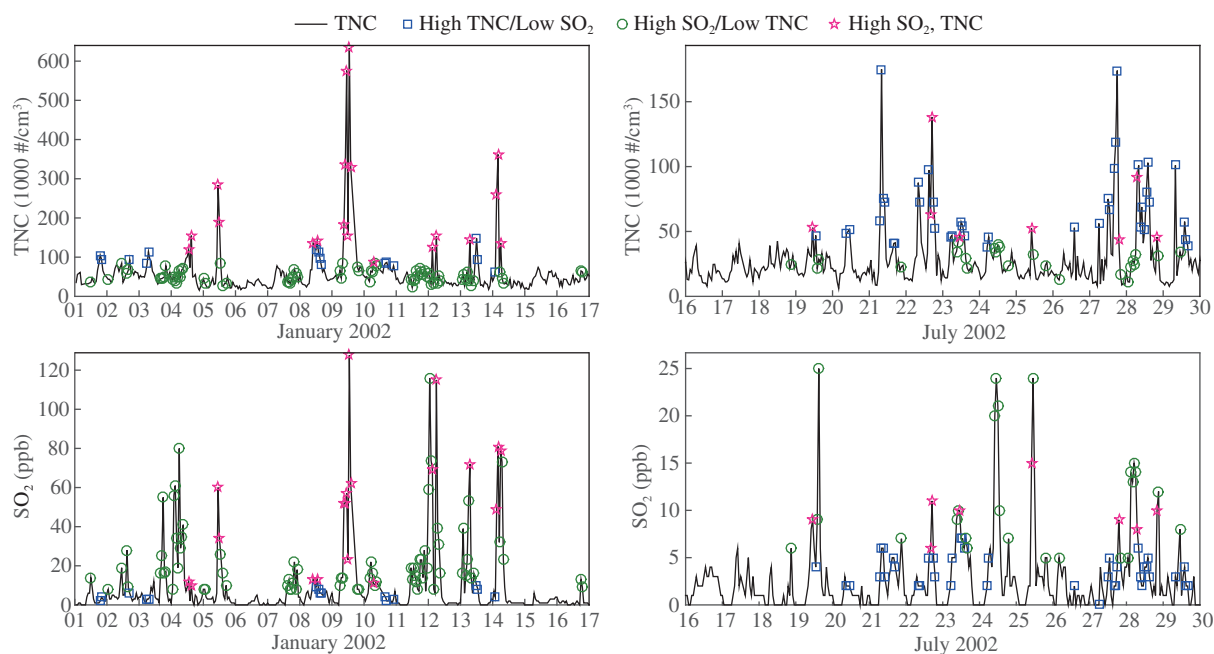 TNC High TNC/Low SO₂ High SO₂/Low TNC High SO₂, TNC
TNC (1000 #/cm³)
600
500
400
300
200
100
0
01 02 03 04 05 06 07 08 09 10 11 12 13 14 15 16 17
January 2002
TNC (1000 #/cm³)
150
100
50
0
16 17 18 19 20 21 22 23 24 25 26 27 28 29 30
July 2002
SO₂ (ppb)
120
100
80
60
40
20
0
01 02 03 04 05 06 07 08 09 10 11 12 13 14 15 16 17
January 2002
SO₂ (ppb)
25
20
15
10
5
0
16 17 18 19 20 21 22 23 24 25 26 27 28 29 30
July 2002